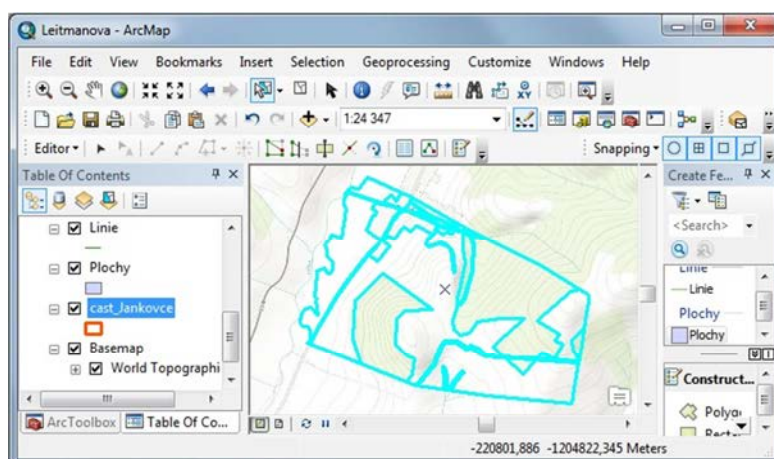 Leitmanova - ArcMap
File Edit View Bookmarks Insert Selection Geoprocessing Customize Windows Help
1:24 347
Editor
Snapping
Table Of Contents
Linie
Plochy
cast_Jankovce
Basemap
World Topographi
ArcToolbox
Table Of Co...
Create Fe...
<Search>
Linie
Linie
Plochy
Plochy
Construct...
-220801,886 -1204822,345 Meters